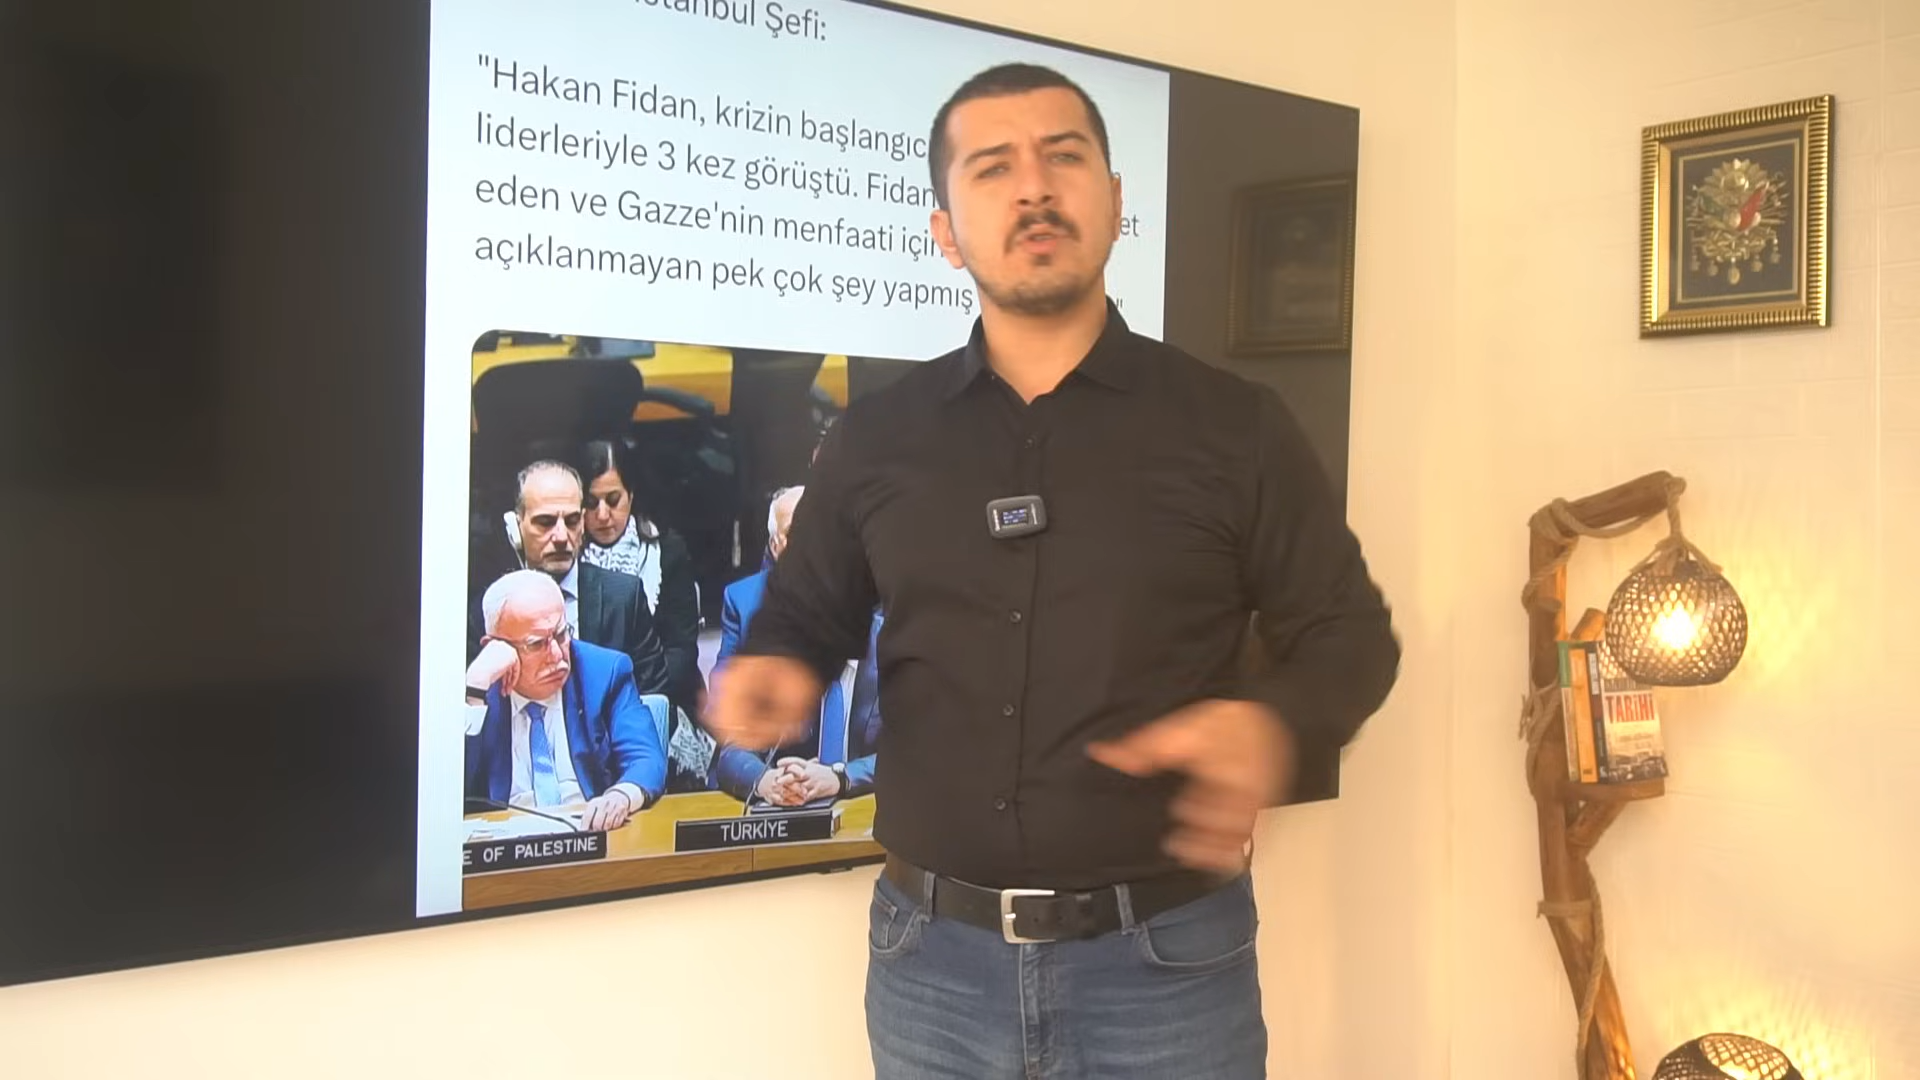 İstanbul Şefi:
"Hakan Fidan, krizin
liderleriyle 3 kez görüştü. Fidan
eden ve Gazze'nin menfaati için
açıklanmayan pek çok şey yapmış "
OF PALESTINE
TÜRKİYE
TARİHİ